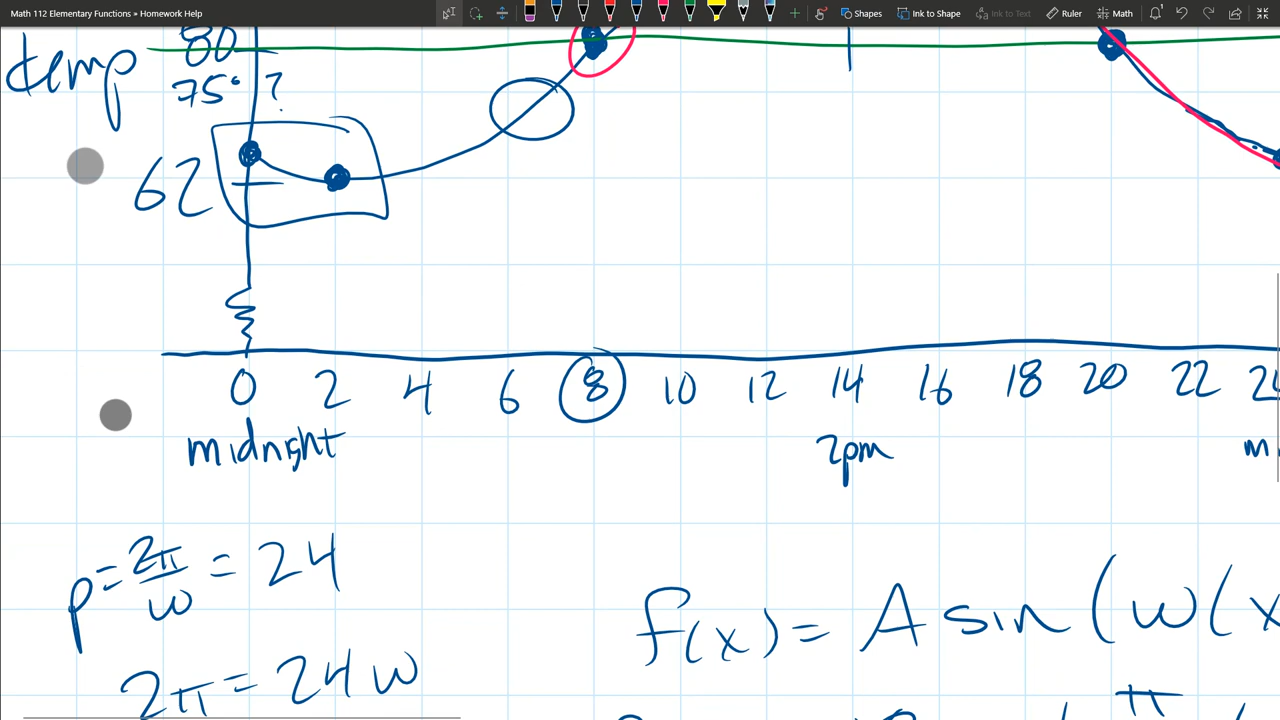 Math 112 Elementary Functions » Homework Help
Shapes
Ink to Shape
Ink to Text
Ruler
Math
temp
80
75° ?
62
0 2 4 6 8 10 12 14 16 18 20 22
midnight 2pm m
p = 2π/w = 24
f(x) = A sin (w(x
2π = 24w
π